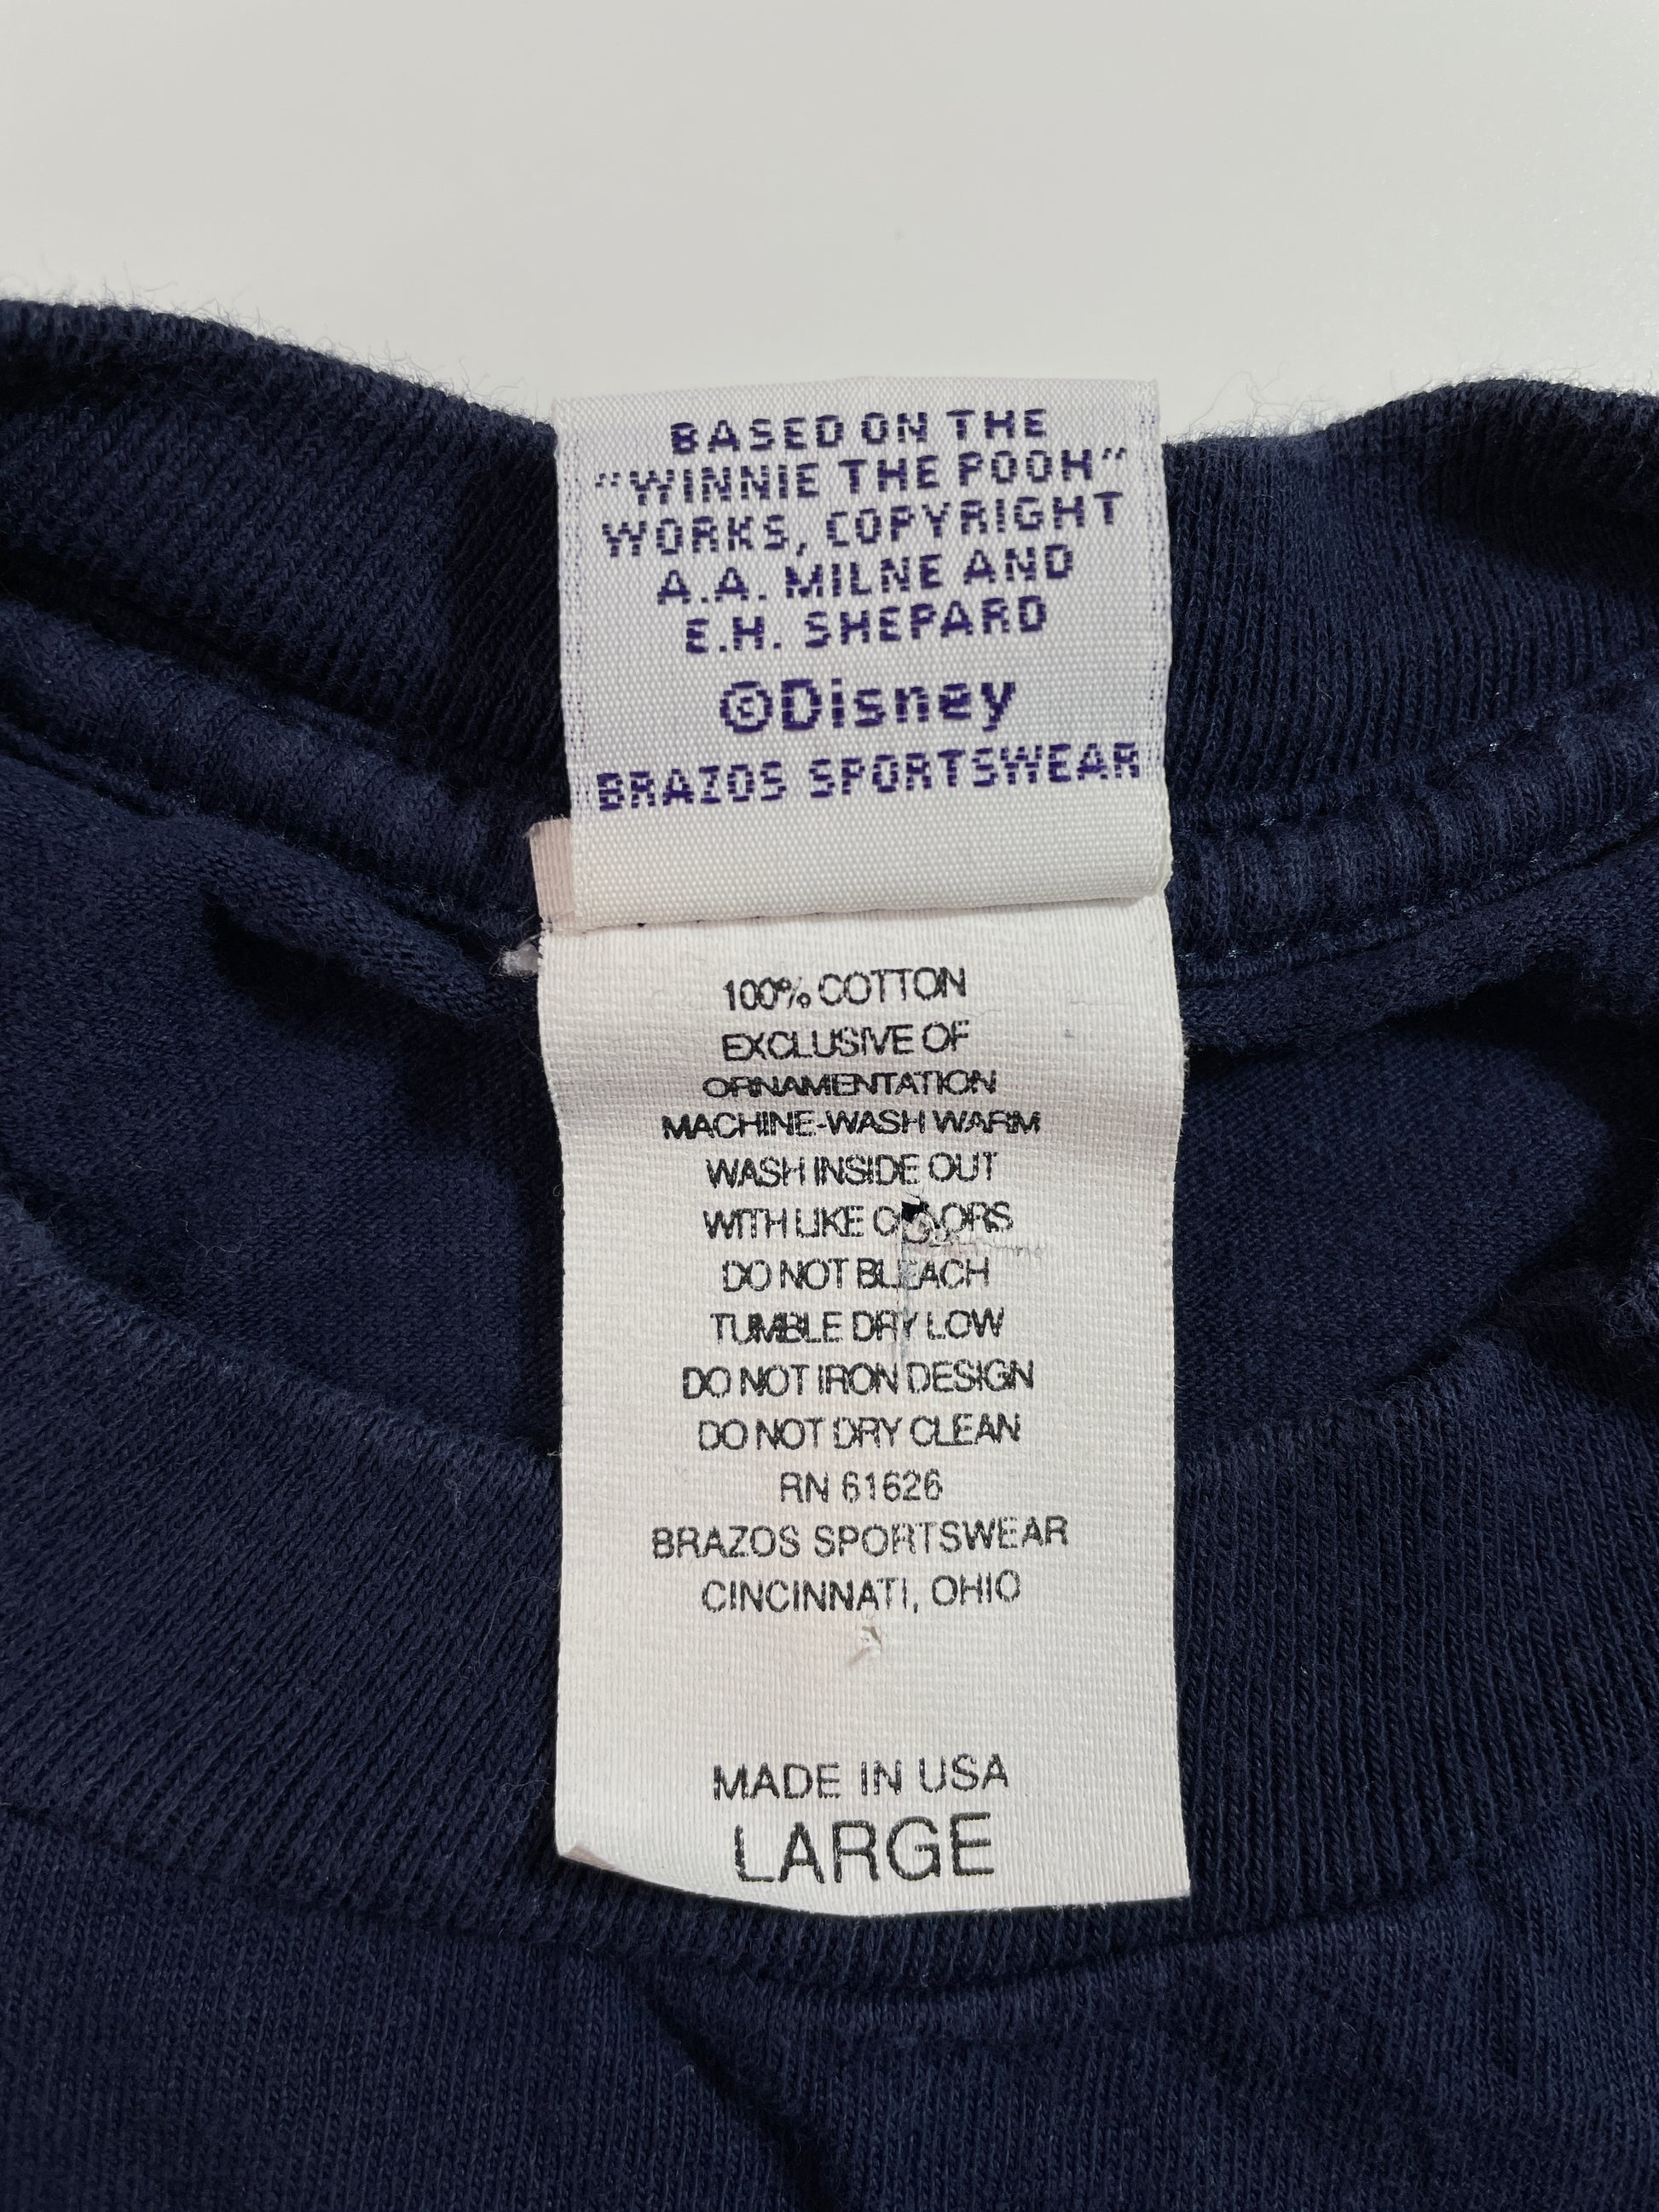 BASED ON THE
"WINNIE THE POOH"
WORKS, COPYRIGHT
A.A. MILNE AND
E.H. SHEPARD
©Disney
BRAZOS SPORTSWEAR
100% COTTON
EXCLUSIVE OF
ORNAMENTATION
MACHINE-WASH WARM
WASH INSIDE OUT
WITH LIKE COLORS
DO NOT BLEACH
TUMBLE DRY LOW
DO NOT IRON DESIGN
DO NOT DRY CLEAN
RN 61626
BRAZOS SPORTSWEAR
CINCINNATI, OHIO
MADE IN USA
LARGE